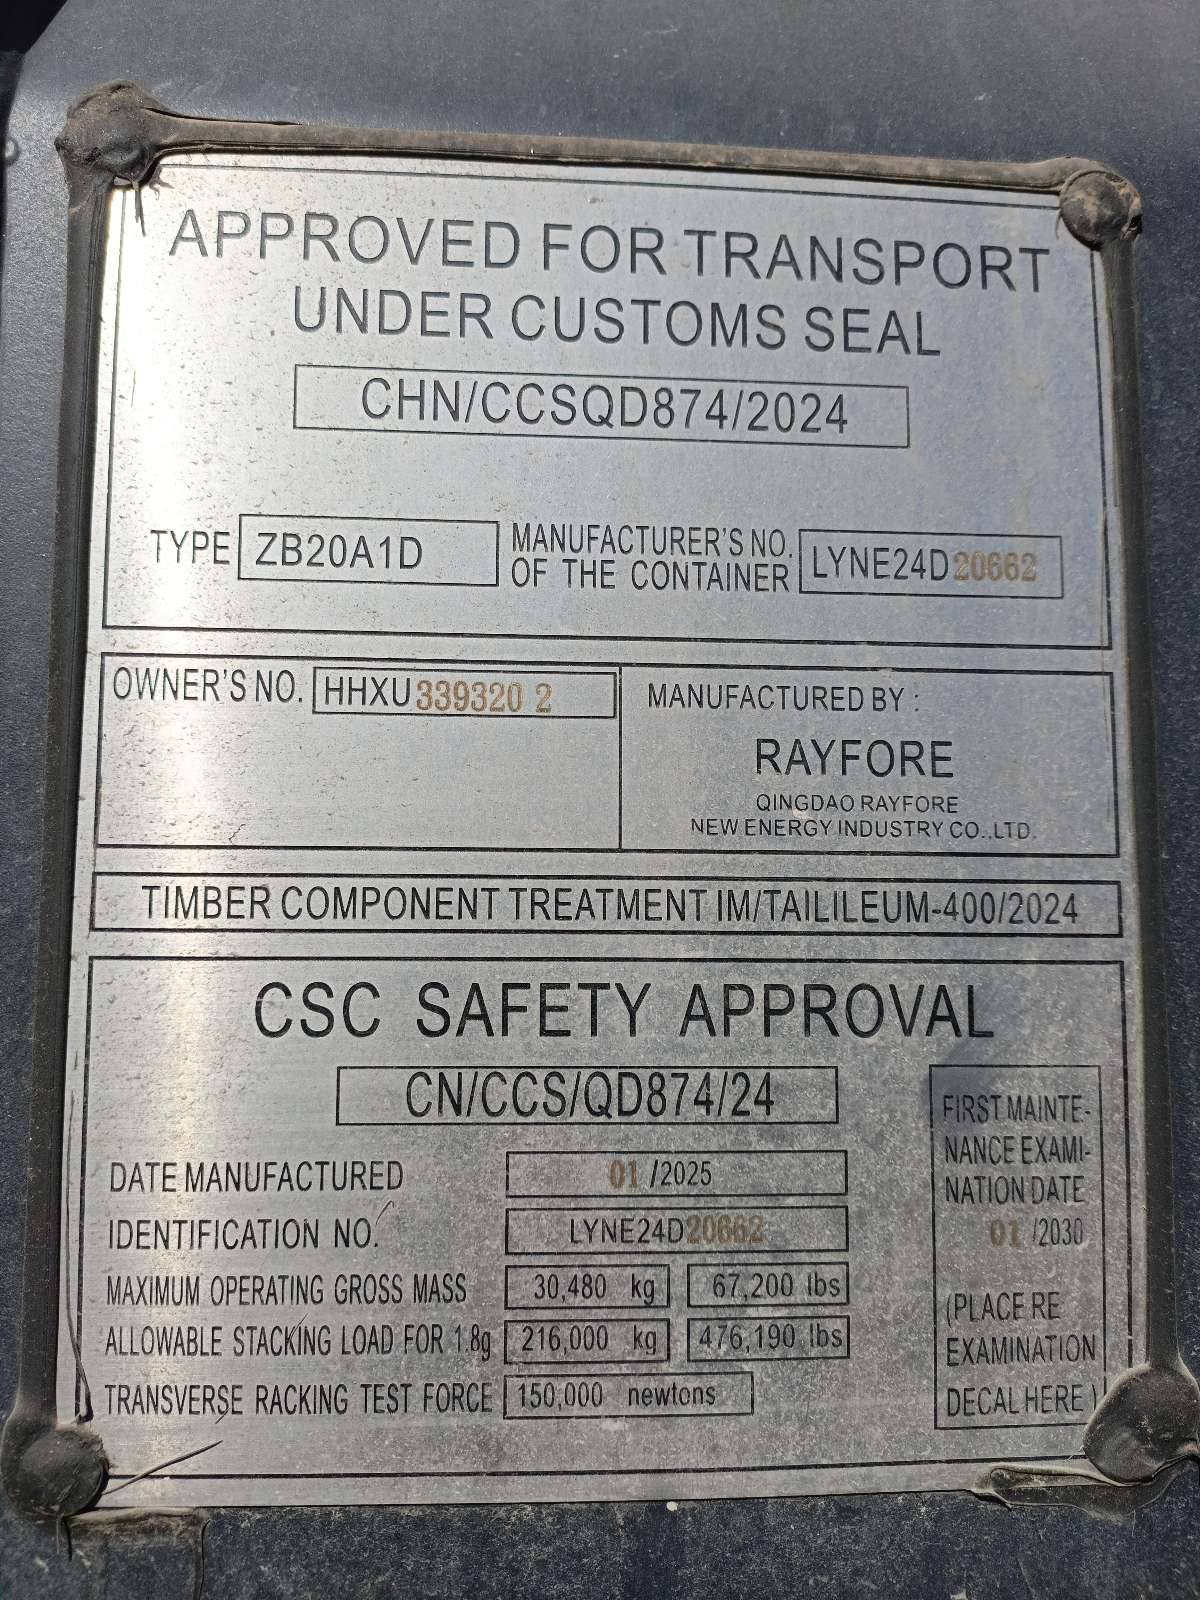 APPROVED FOR TRANSPORT
UNDER CUSTOMS SEAL
CHN/CCSQD874/2024
TYPE ZB20A1D
MANUFACTURER'S NO.
OF THE CONTAINER
LYNE24D20662
OWNER'S NO. HHXU 339320 2
MANUFACTURED BY :
RAYFORE
QINGDAO RAYFORE
NEW ENERGY INDUSTRY CO.,LTD.
TIMBER COMPONENT TREATMENT IM/TAILILEUM-400/2024
CSC SAFETY APPROVAL
CN/CCS/QD874/24
DATE MANUFACTURED 01 /2025
IDENTIFICATION NO. LYNE24D20662
MAXIMUM OPERATING GROSS MASS 30,480 kg 67,200 lbs
ALLOWABLE STACKING LOAD FOR 1.8g 216,000 kg 476,190 lbs
TRANSVERSE RACKING TEST FORCE 150,000 newtons
FIRST MAINTE-
NANCE EXAMI-
NATION DATE
01 /2030
(PLACE RE
EXAMINATION
DECAL HERE )